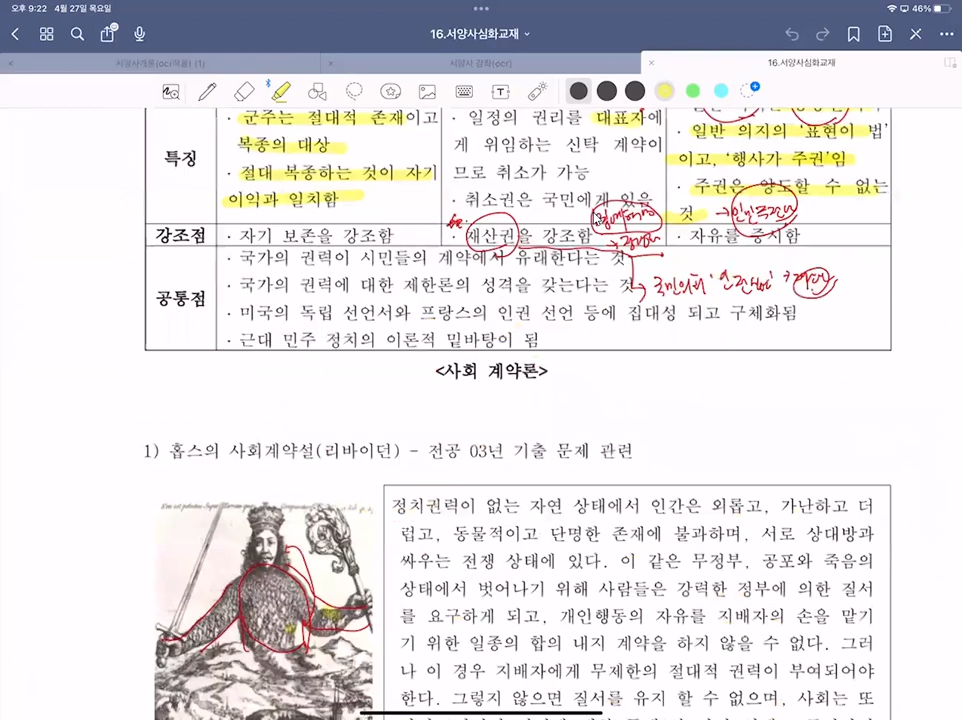 오후 9:22 4월 27일 목요일
46%
16.서양사심화교재
서양사개론(ocr적용) (1)
서양사 강좌(ocr)
16.서양사심화교재
특징
· 군주는 절대적 존재이고
복종의 대상
· 절대 복종하는 것이 자기
이익과 일치함
· 일정의 권리를 대표자에
게 위임하는 신탁 계약이
므로 취소가 가능
· 취소권은 국민에게 있음
· 일반 의지의 '표현이 법'
이고, '행사가 주권'임
· 주권은 양도할 수 없는
것 → 인민주권
강조점
· 자기 보존을 강조함
· 재산권을 강조함
· 자유를 중시함
공통점
· 국가의 권력이 시민들의 계약에서 유래한다는 것
· 국가의 권력에 대한 제한론의 성격을 갖는다는 것
· 미국의 독립 선언서와 프랑스의 인권 선언 등에 집대성 되고 구체화됨
· 근대 민주 정치의 이론적 밑바탕이 됨
<사회 계약론>
1) 홉스의 사회계약설(리바이던) - 전공 03년 기출 문제 관련
정치권력이 없는 자연 상태에서 인간은 외롭고, 가난하고 더
럽고, 동물적이고 단명한 존재에 불과하며, 서로 상대방과
싸우는 전쟁 상태에 있다. 이 같은 무정부, 공포와 죽음의
상태에서 벗어나기 위해 사람들은 강력한 정부에 의한 질서
를 요구하게 되고, 개인행동의 자유를 지배자의 손을 맡기
기 위한 일종의 합의 내지 계약을 하지 않을 수 없다. 그러
나 이 경우 지배자에게 무제한의 절대적 권력이 부여되어야
한다. 그렇지 않으면 질서를 유지 할 수 없으며, 사회는 또